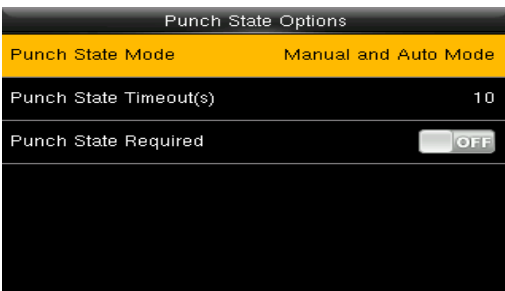 Punch State Options
Punch State Mode Manual and Auto Mode
Punch State Timeout(s) 10
Punch State Required OFF